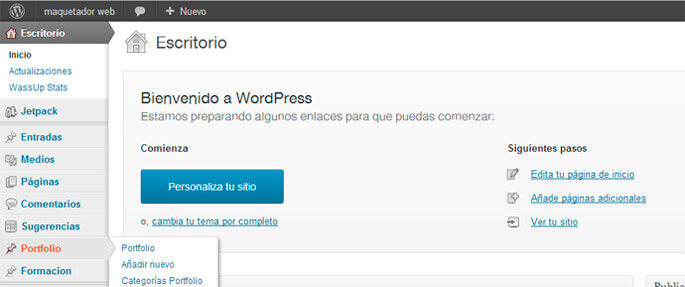 maquetador web + Nuevo
Escritorio
Inicio
Actualizaciones
WassUp Stats
Jetpack
Entradas
Medios
Páginas
Comentarios
Sugerencias
Portfolio
Formacion
Portfolio
Añadir nuevo
Categorías Portfolio
Escritorio
Bienvenido a WordPress
Estamos preparando algunos enlaces para que puedas comenzar:
Comienza
Personaliza tu sitio
o, cambia tu tema por completo
Siguientes pasos
Edita tu página de inicio
Añade páginas adicionales
Ver tu sitio